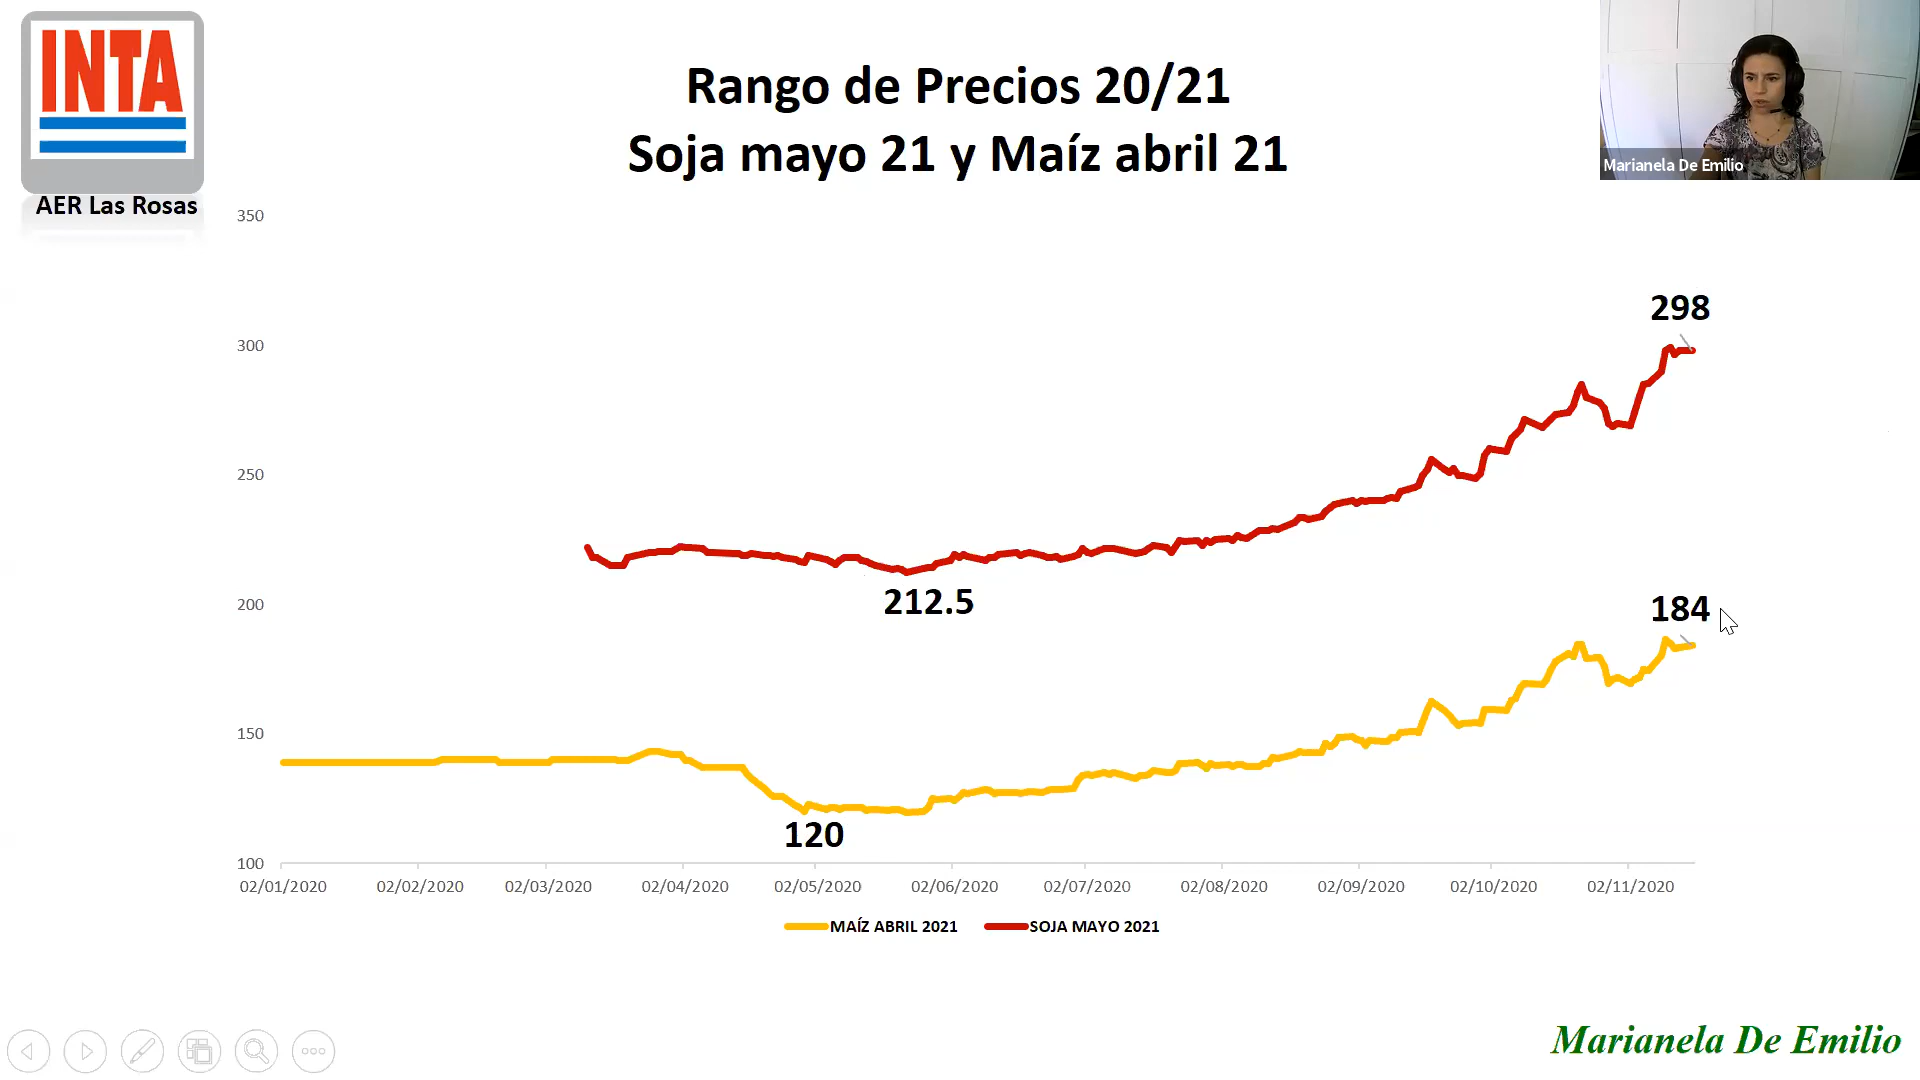 INTA
AER Las Rosas
Rango de Precios 20/21
Soja mayo 21 y Maíz abril 21
Marianela De Emilio
350
300
250
200
150
100
298
212.5
184
120
02/01/2020 02/02/2020 02/03/2020 02/04/2020 02/05/2020 02/06/2020 02/07/2020 02/08/2020 02/09/2020 02/10/2020 02/11/2020
MAÍZ ABRIL 2021 SOJA MAYO 2021
Marianela De Emilio